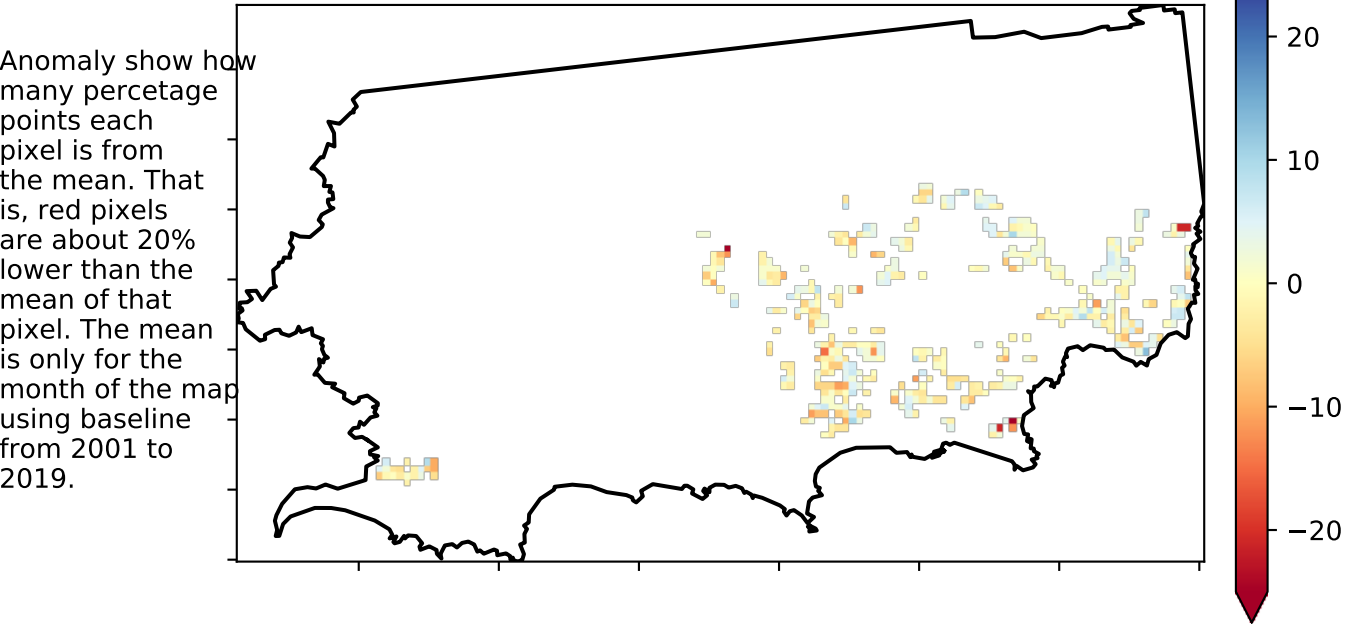 Anomaly show how
many percetage
points each
pixel is from
the mean. That
is, red pixels
are about 20%
lower than the
mean of that
pixel. The mean
is only for the
month of the map
using baseline
from 2001 to
2019.
20
10
0
−10
−20